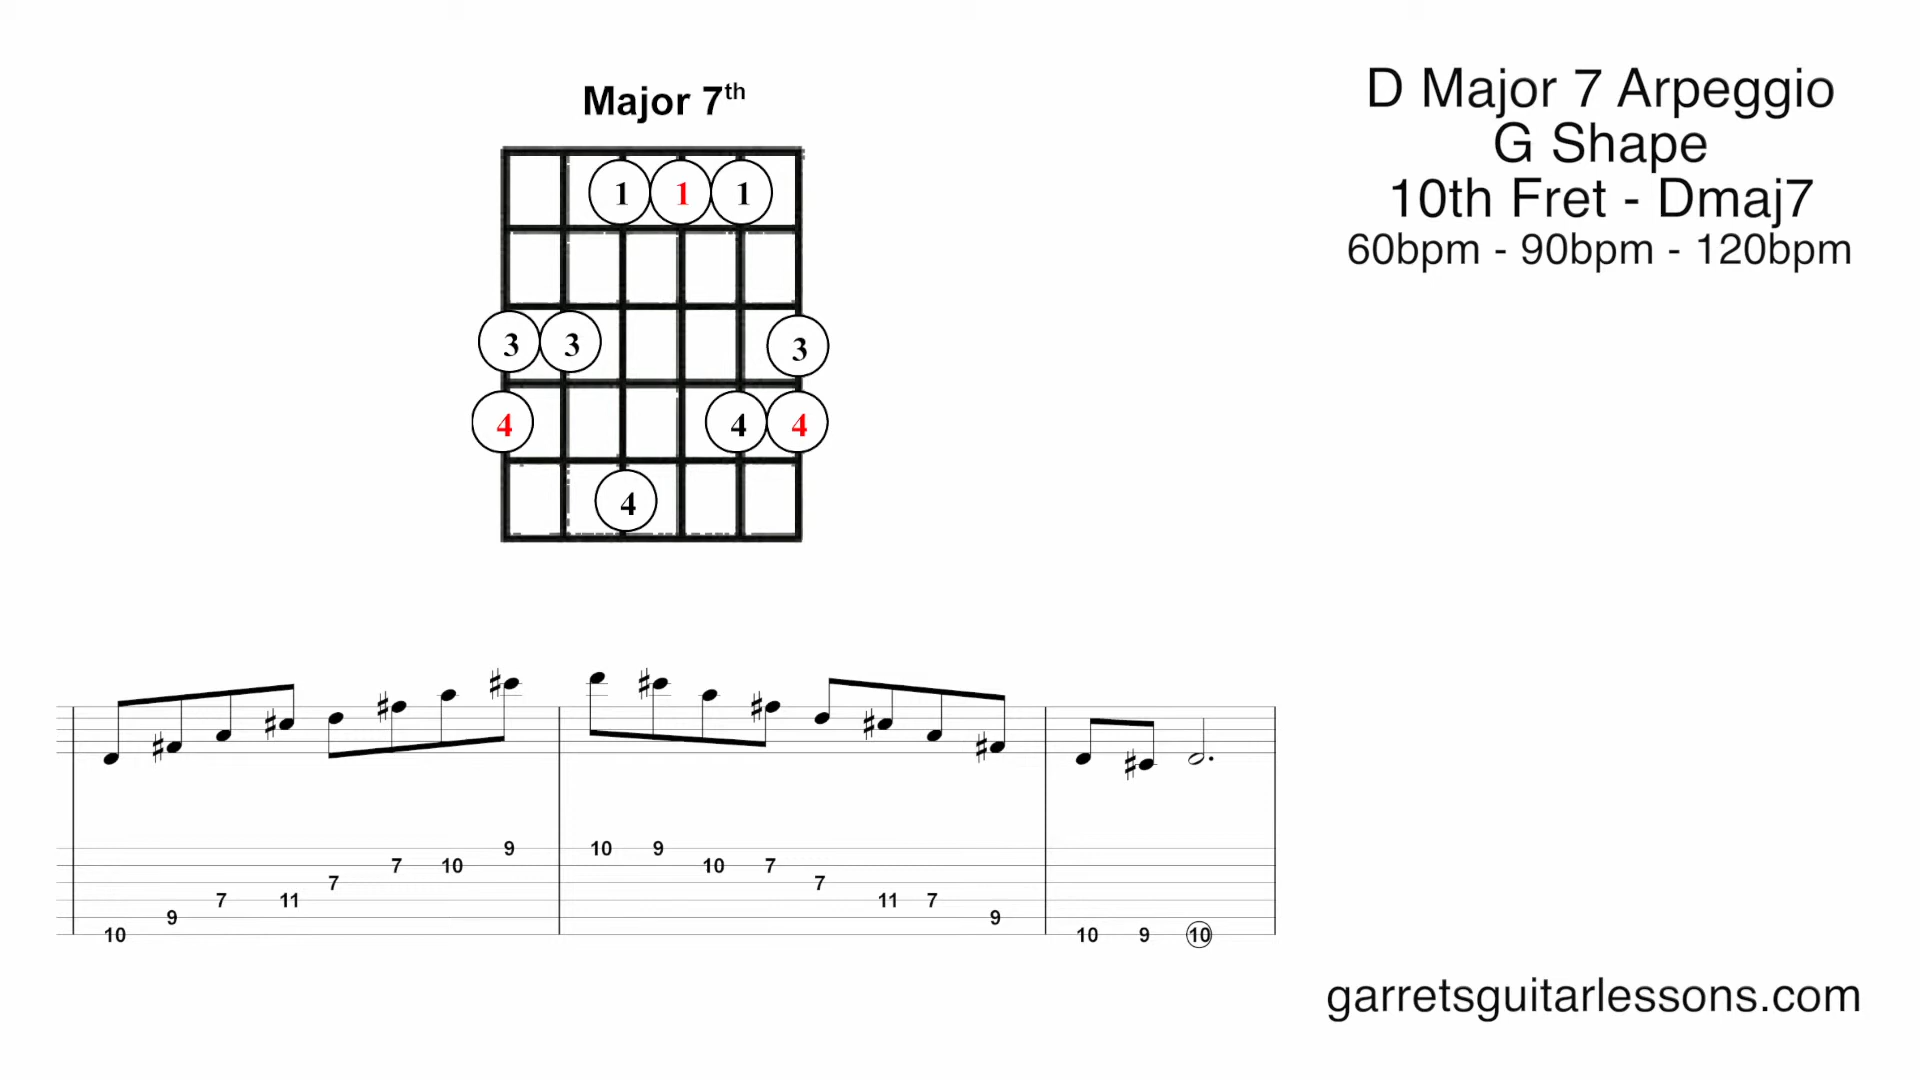 Major 7th
D Major 7 Arpeggio
G Shape
10th Fret - Dmaj7
60bpm - 90bpm - 120bpm
1 1 1
3 3 3
4 4 4
4
9 10 9
7 10 10 7
7 7
7 11 11 7
9 9
10 10 9 10
garretsguitarlessons.com